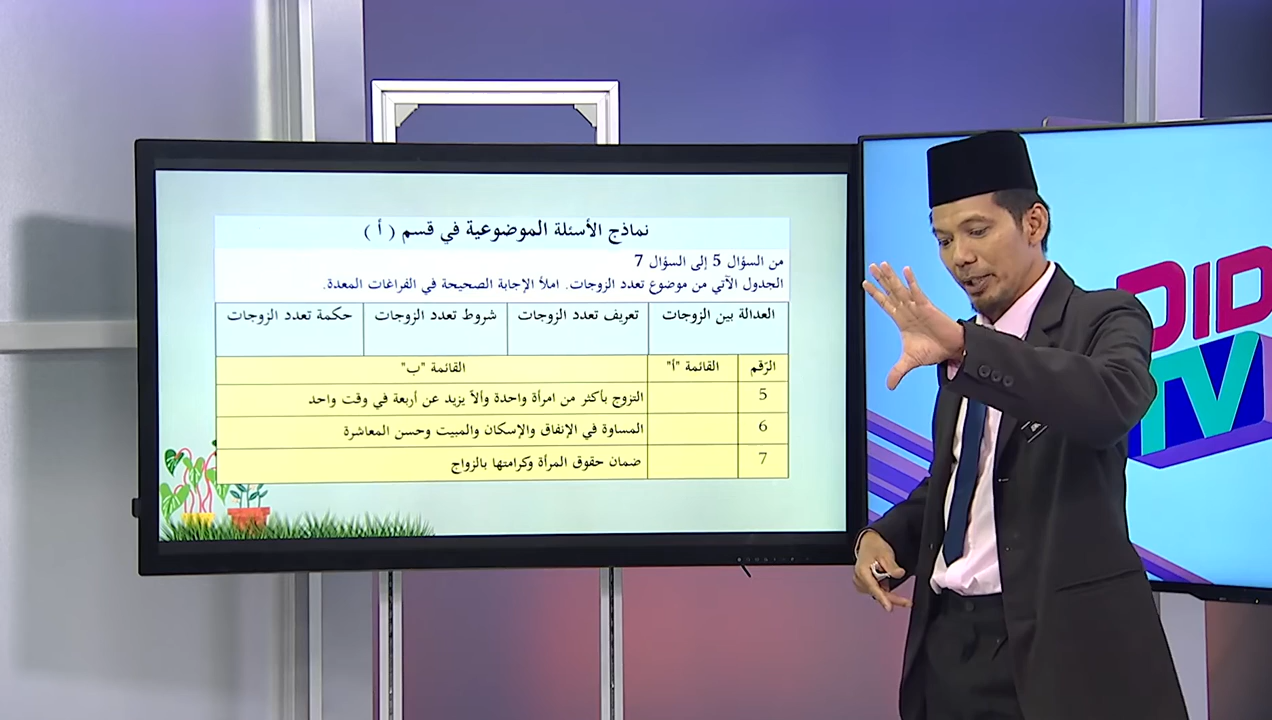 نماذج الأسئلة الموضوعية في قسم ( أ )
من السؤال 5 إلى السؤال 7
الجدول الآتي من موضوع تعدد الزوجات. املأ الإجابة الصحيحة في الفراغات المعدة.
العدالة بين الزوجات تعريف تعدد الزوجات شروط تعدد الزوجات حكمة تعدد الزوجات
الرّقم القائمة "أ" القائمة "ب"
5 التزوج بأكثر من امرأة واحدة وألاّ يزيد عن أربعة في وقت واحد
6 المساوة في الإنفاق والإسكان والمبيت وحسن المعاشرة
7 ضمان حقوق المرأة وكرامتها بالزواج
DID
TV